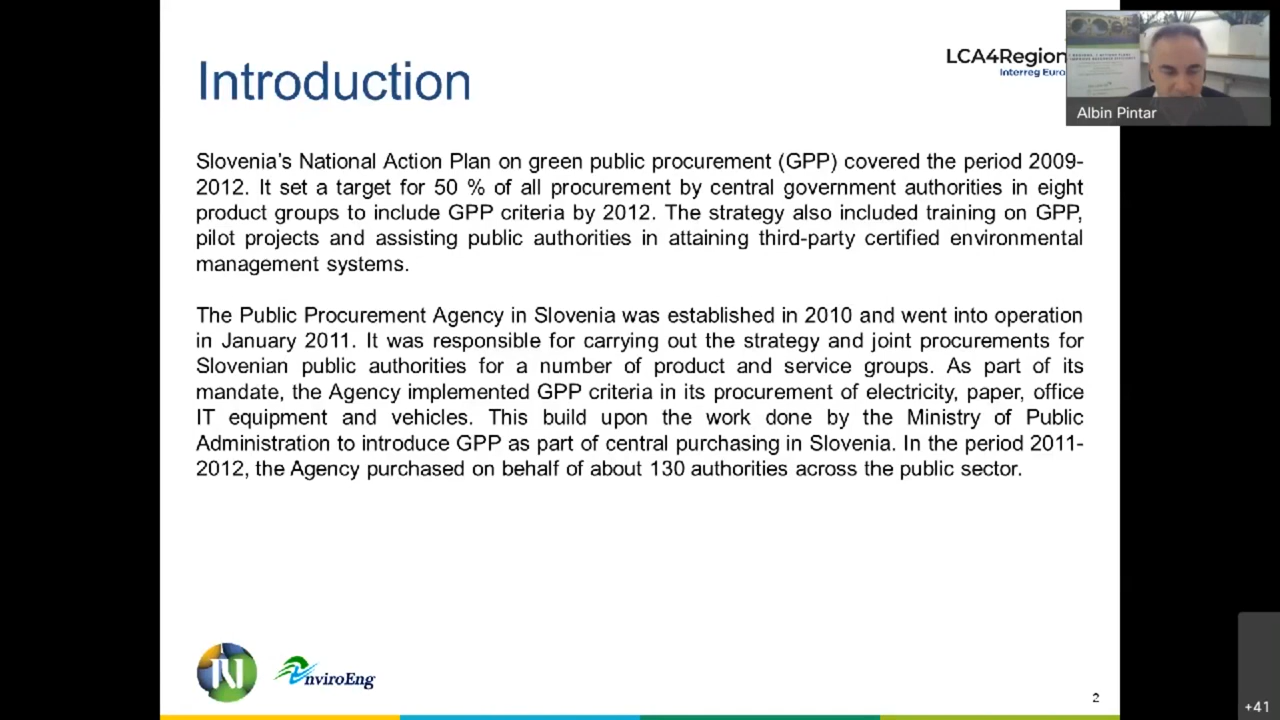 Introduction
LCA4Region
Interreg Euro
Albin Pintar
Slovenia's National Action Plan on green public procurement (GPP) covered the period 2009-
2012. It set a target for 50 % of all procurement by central government authorities in eight
product groups to include GPP criteria by 2012. The strategy also included training on GPP,
pilot projects and assisting public authorities in attaining third-party certified environmental
management systems.
The Public Procurement Agency in Slovenia was established in 2010 and went into operation
in January 2011. It was responsible for carrying out the strategy and joint procurements for
Slovenian public authorities for a number of product and service groups. As part of its
mandate, the Agency implemented GPP criteria in its procurement of electricity, paper, office
IT equipment and vehicles. This build upon the work done by the Ministry of Public
Administration to introduce GPP as part of central purchasing in Slovenia. In the period 2011-
2012, the Agency purchased on behalf of about 130 authorities across the public sector.
nviroEng
2
+41